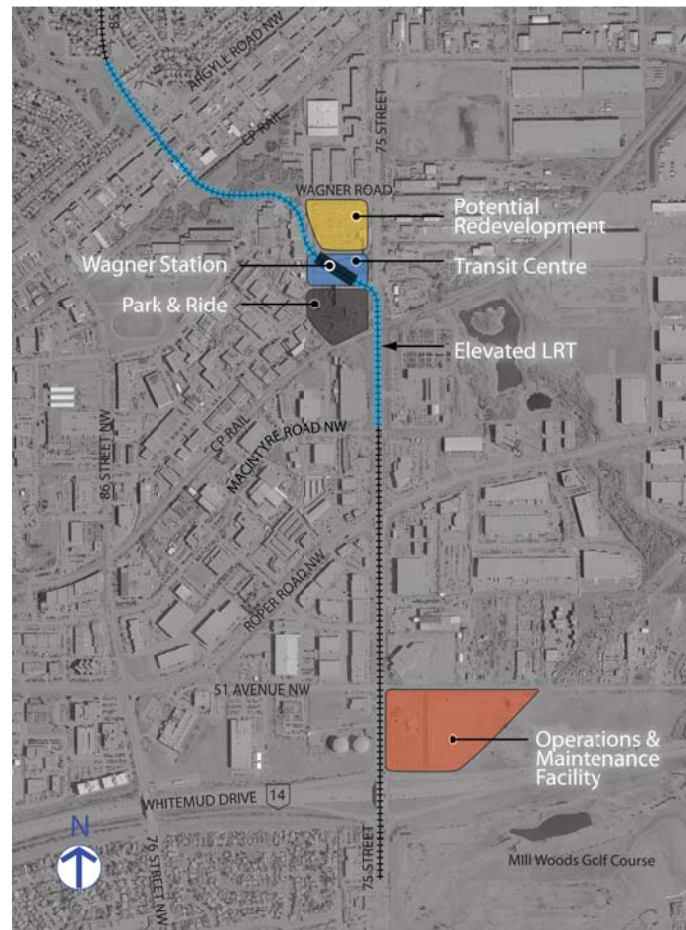 85
ARGYLL ROAD NW
CP RAIL
75 STREET
WAGNER ROAD
Potential
Redevelopment
Wagner Station
Transit Centre
Park & Ride
Elevated LRT
86 STREET NW
CP RAIL
MACINTYRE ROAD NW
ROPER ROAD NW
51 AVENUE NW
Operations &
Maintenance
Facility
WHITEMUD DRIVE
14
N
76 STREET NW
75 STREET
Mill Woods Golf Course